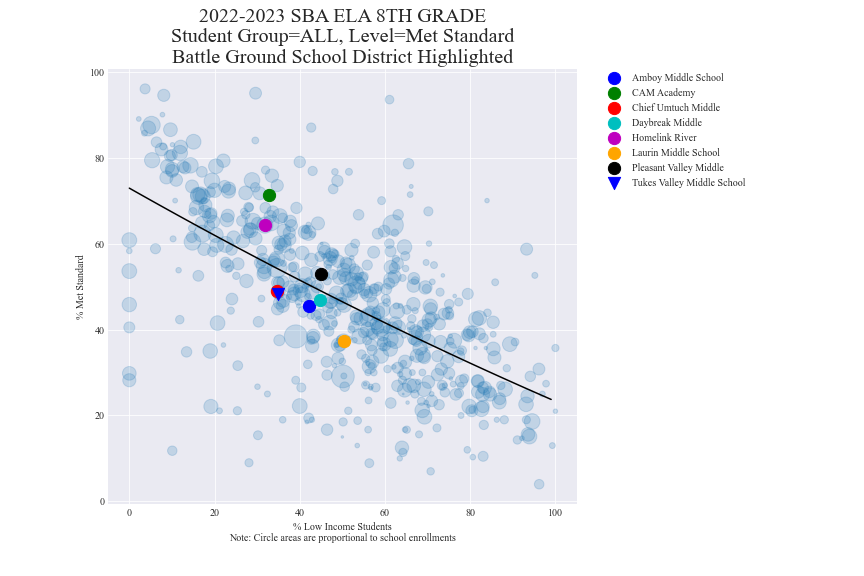 2022-2023 SBA ELA 8TH GRADE
Student Group=ALL, Level=Met Standard
Battle Ground School District Highlighted
100
80
60
40
20
0
% Met Standard
0 20 40 60 80 100
% Low Income Students
Note: Circle areas are proportional to school enrollments
Amboy Middle School
CAM Academy
Chief Umtuch Middle
Daybreak Middle
Homelink River
Laurin Middle School
Pleasant Valley Middle
Tukes Valley Middle School